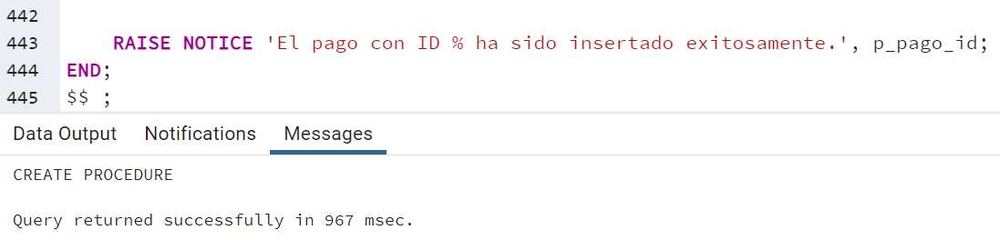 442
443 RAISE NOTICE 'El pago con ID % ha sido insertado exitosamente.', p_pago_id;
444 END;
445 $$ ;
Data Output Notifications Messages
CREATE PROCEDURE
Query returned successfully in 967 msec.